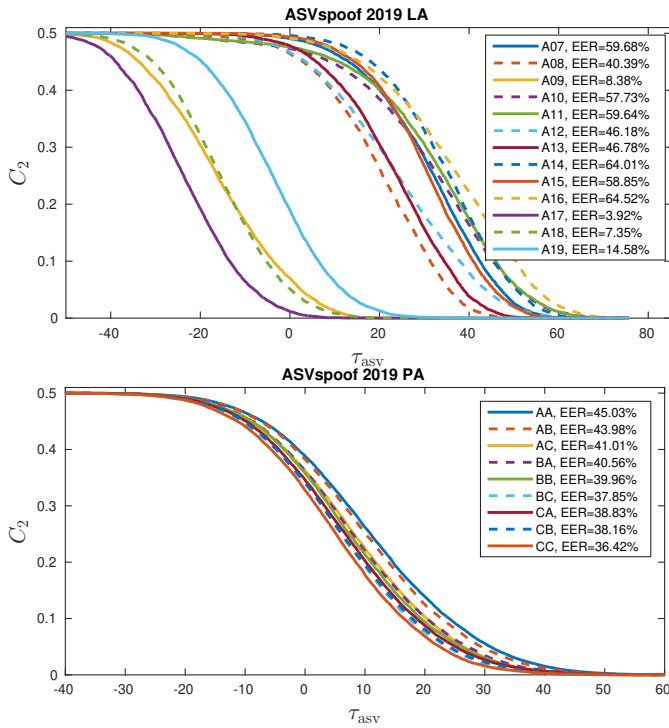 ASVspoof 2019 LA
0.5
0.4
0.3
0.2
0.1
0
C₂
A07, EER=59.68%
A08, EER=40.39%
A09, EER=8.38%
A10, EER=57.73%
A11, EER=59.64%
A12, EER=46.18%
A13, EER=46.78%
A14, EER=64.01%
A15, EER=58.85%
A16, EER=64.52%
A17, EER=3.92%
A18, EER=7.35%
A19, EER=14.58%
-40 -20 0 20 40 60 80
τasv
ASVspoof 2019 PA
0.5
0.4
0.3
0.2
0.1
0
C₂
AA, EER=45.03%
AB, EER=43.98%
AC, EER=41.01%
BA, EER=40.56%
BB, EER=39.96%
BC, EER=37.85%
CA, EER=38.83%
CB, EER=38.16%
CC, EER=36.42%
-40 -30 -20 -10 0 10 20 30 40 50 60
τasv